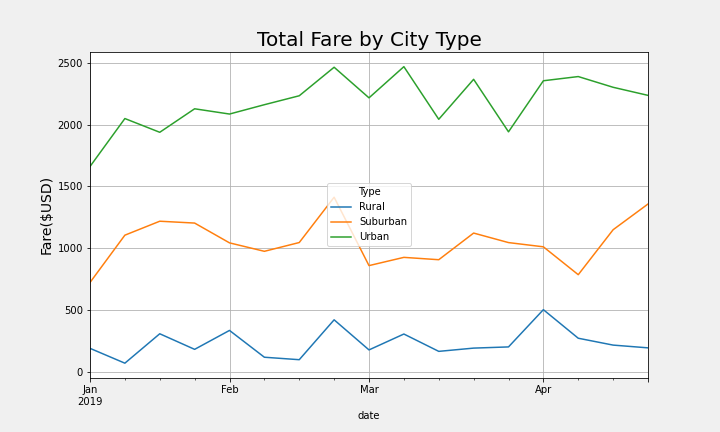 Total Fare by City Type
Fare($USD)
2500
2000
1500
1000
500
0
Type
Rural
Suburban
Urban
Jan
2019
Feb
Mar
Apr
date